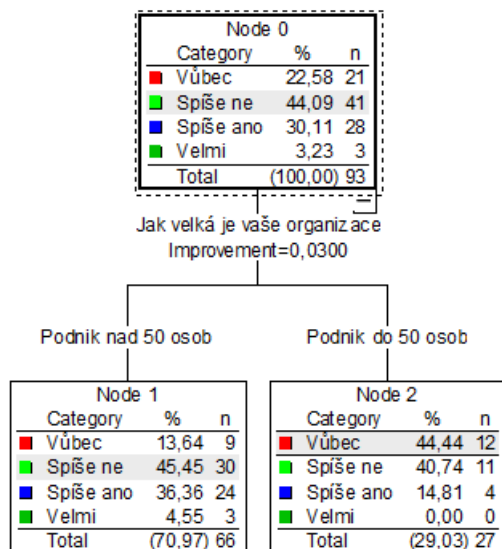 Node 0
Category % n
Vůbec 22,58 21
Spíše ne 44,09 41
Spíše ano 30,11 28
Velmi 3,23 3
Total (100,00) 93
Jak velká je vaše organizace
Improvement=0,0300
Podnik nad 50 osob
Podnik do 50 osob
Node 1
Category % n
Vůbec 13,64 9
Spíše ne 45,45 30
Spíše ano 36,36 24
Velmi 4,55 3
Total (70,97) 66
Node 2
Category % n
Vůbec 44,44 12
Spíše ne 40,74 11
Spíše ano 14,81 4
Velmi 0,00 0
Total (29,03) 27